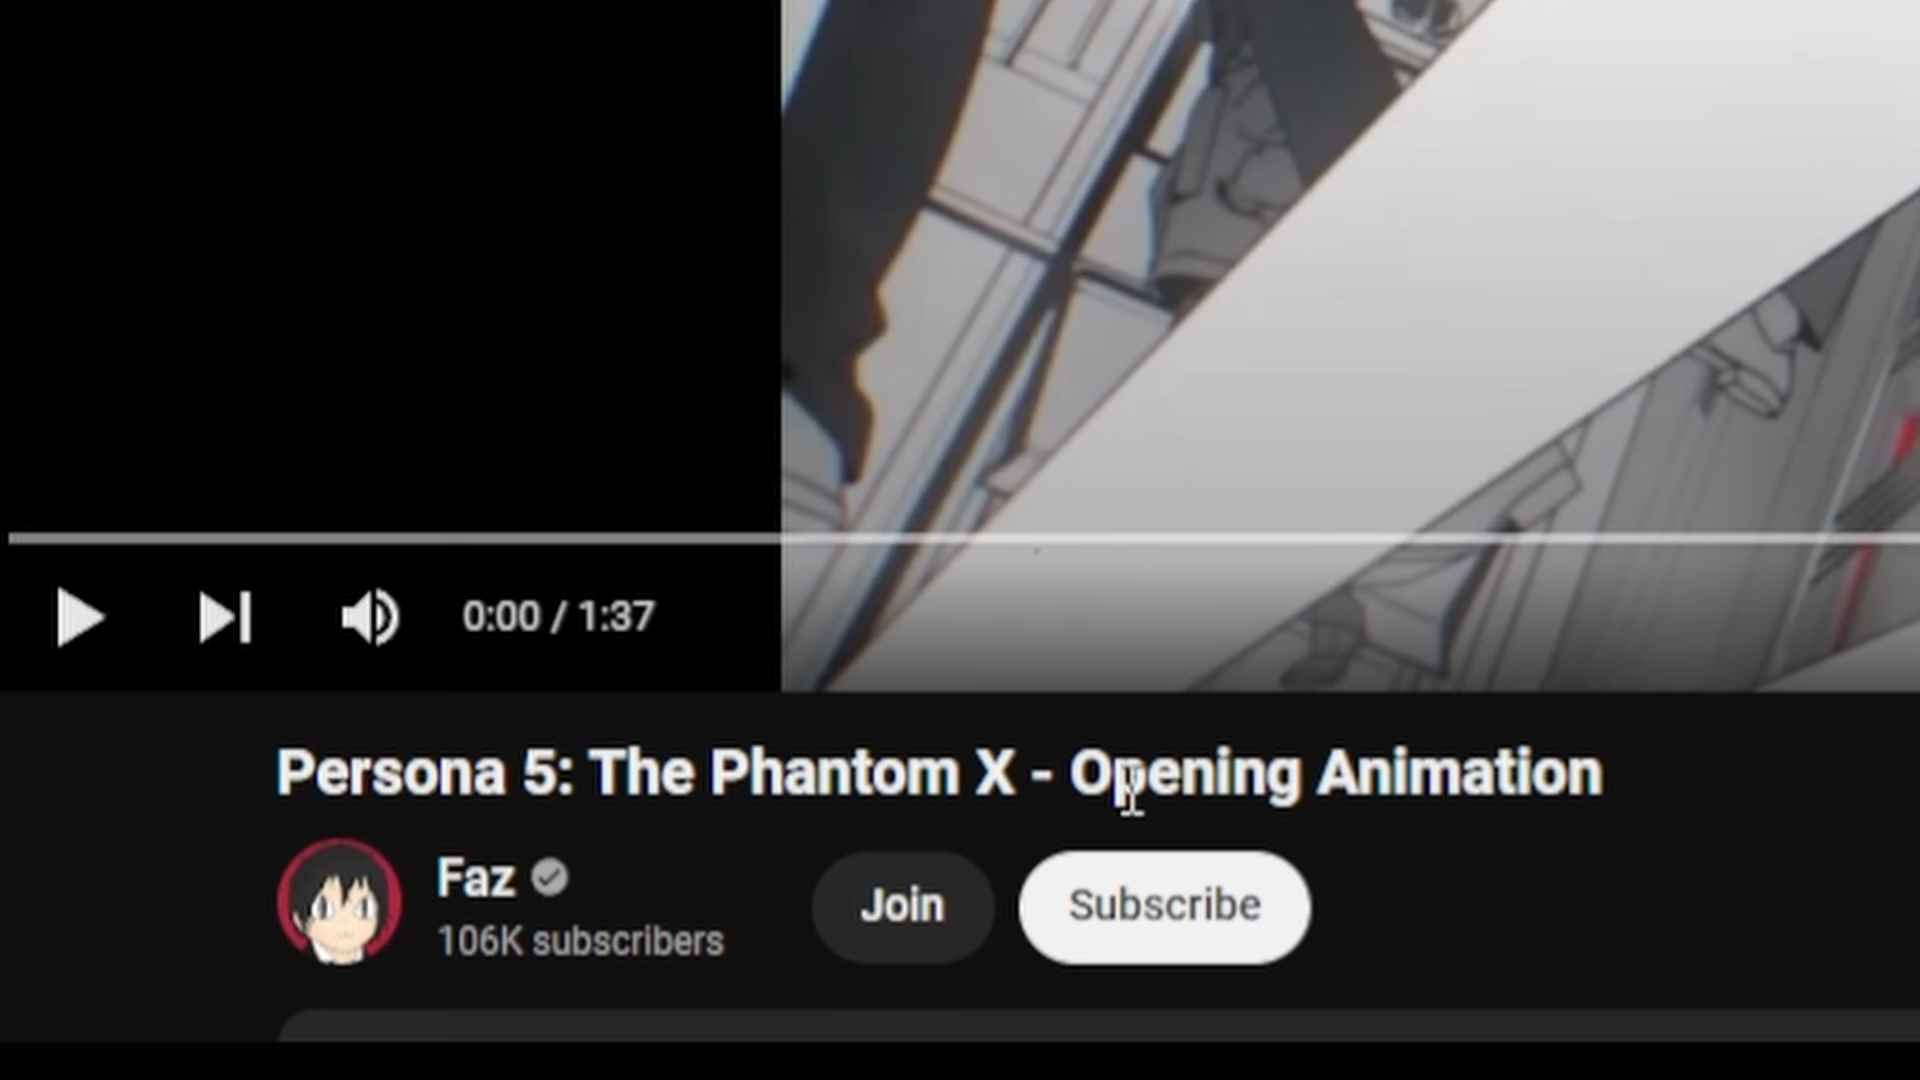 0:00 / 1:37
Persona 5: The Phantom X - Opening Animation
Faz
106K subscribers
Join
Subscribe